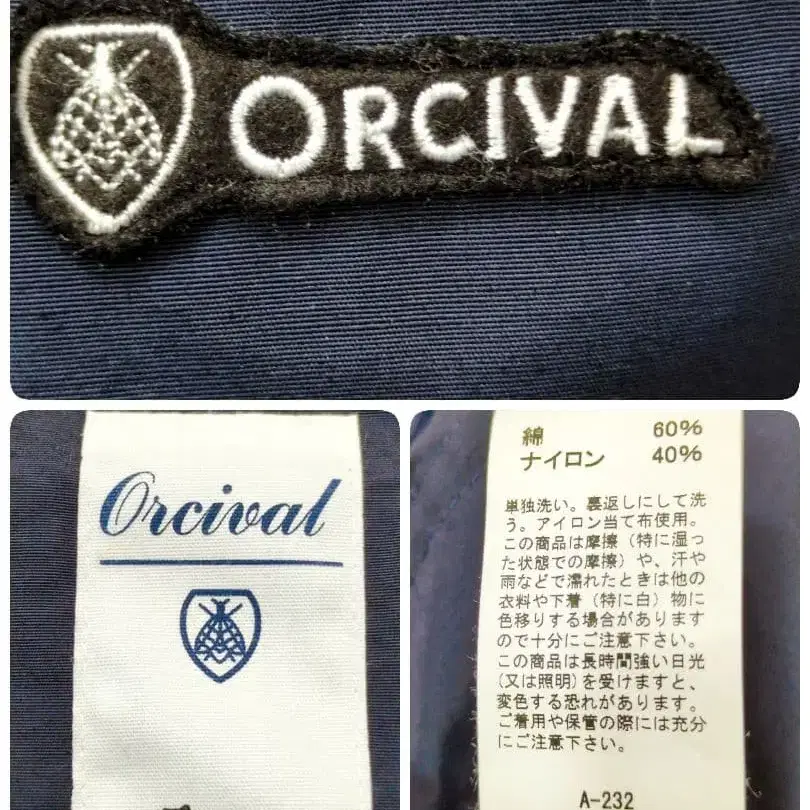 ORCIVAL
Orcival
綿 60%
ナイロン 40%
単独洗い。裏返しにして洗
う。アイロン当て布使用。
この商品は摩擦（特に湿っ
た状態での摩擦）や、汗や
雨などで濡れたときは他の
衣料や下着（特に白）物に
色移りする場合があります
ので十分にご注意下さい。
この商品は長時間強い日光
(又は照明)を受けますと、
変色する恐れがあります。
ご着用や保管の際には充分
にご注意下さい。
A-232